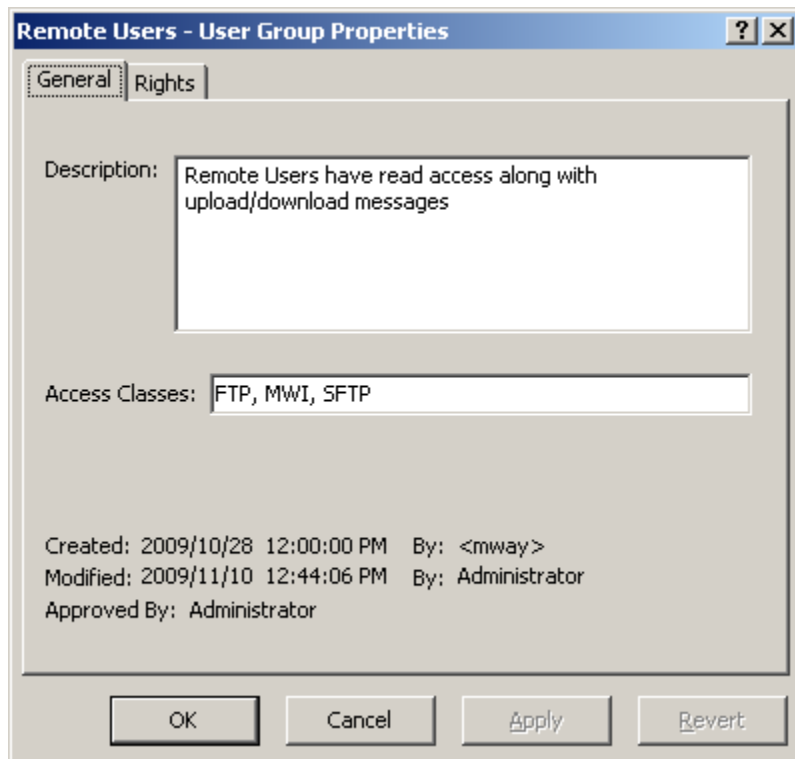 Remote Users - User Group Properties
General
Rights
Description:
Remote Users have read access along with
upload/download messages
Access Classes:
FTP, MWI, SFTP
Created: 2009/10/28 12:00:00 PM By: <mway>
Modified: 2009/11/10 12:44:06 PM By: Administrator
Approved By: Administrator
OK
Cancel
Apply
Revert